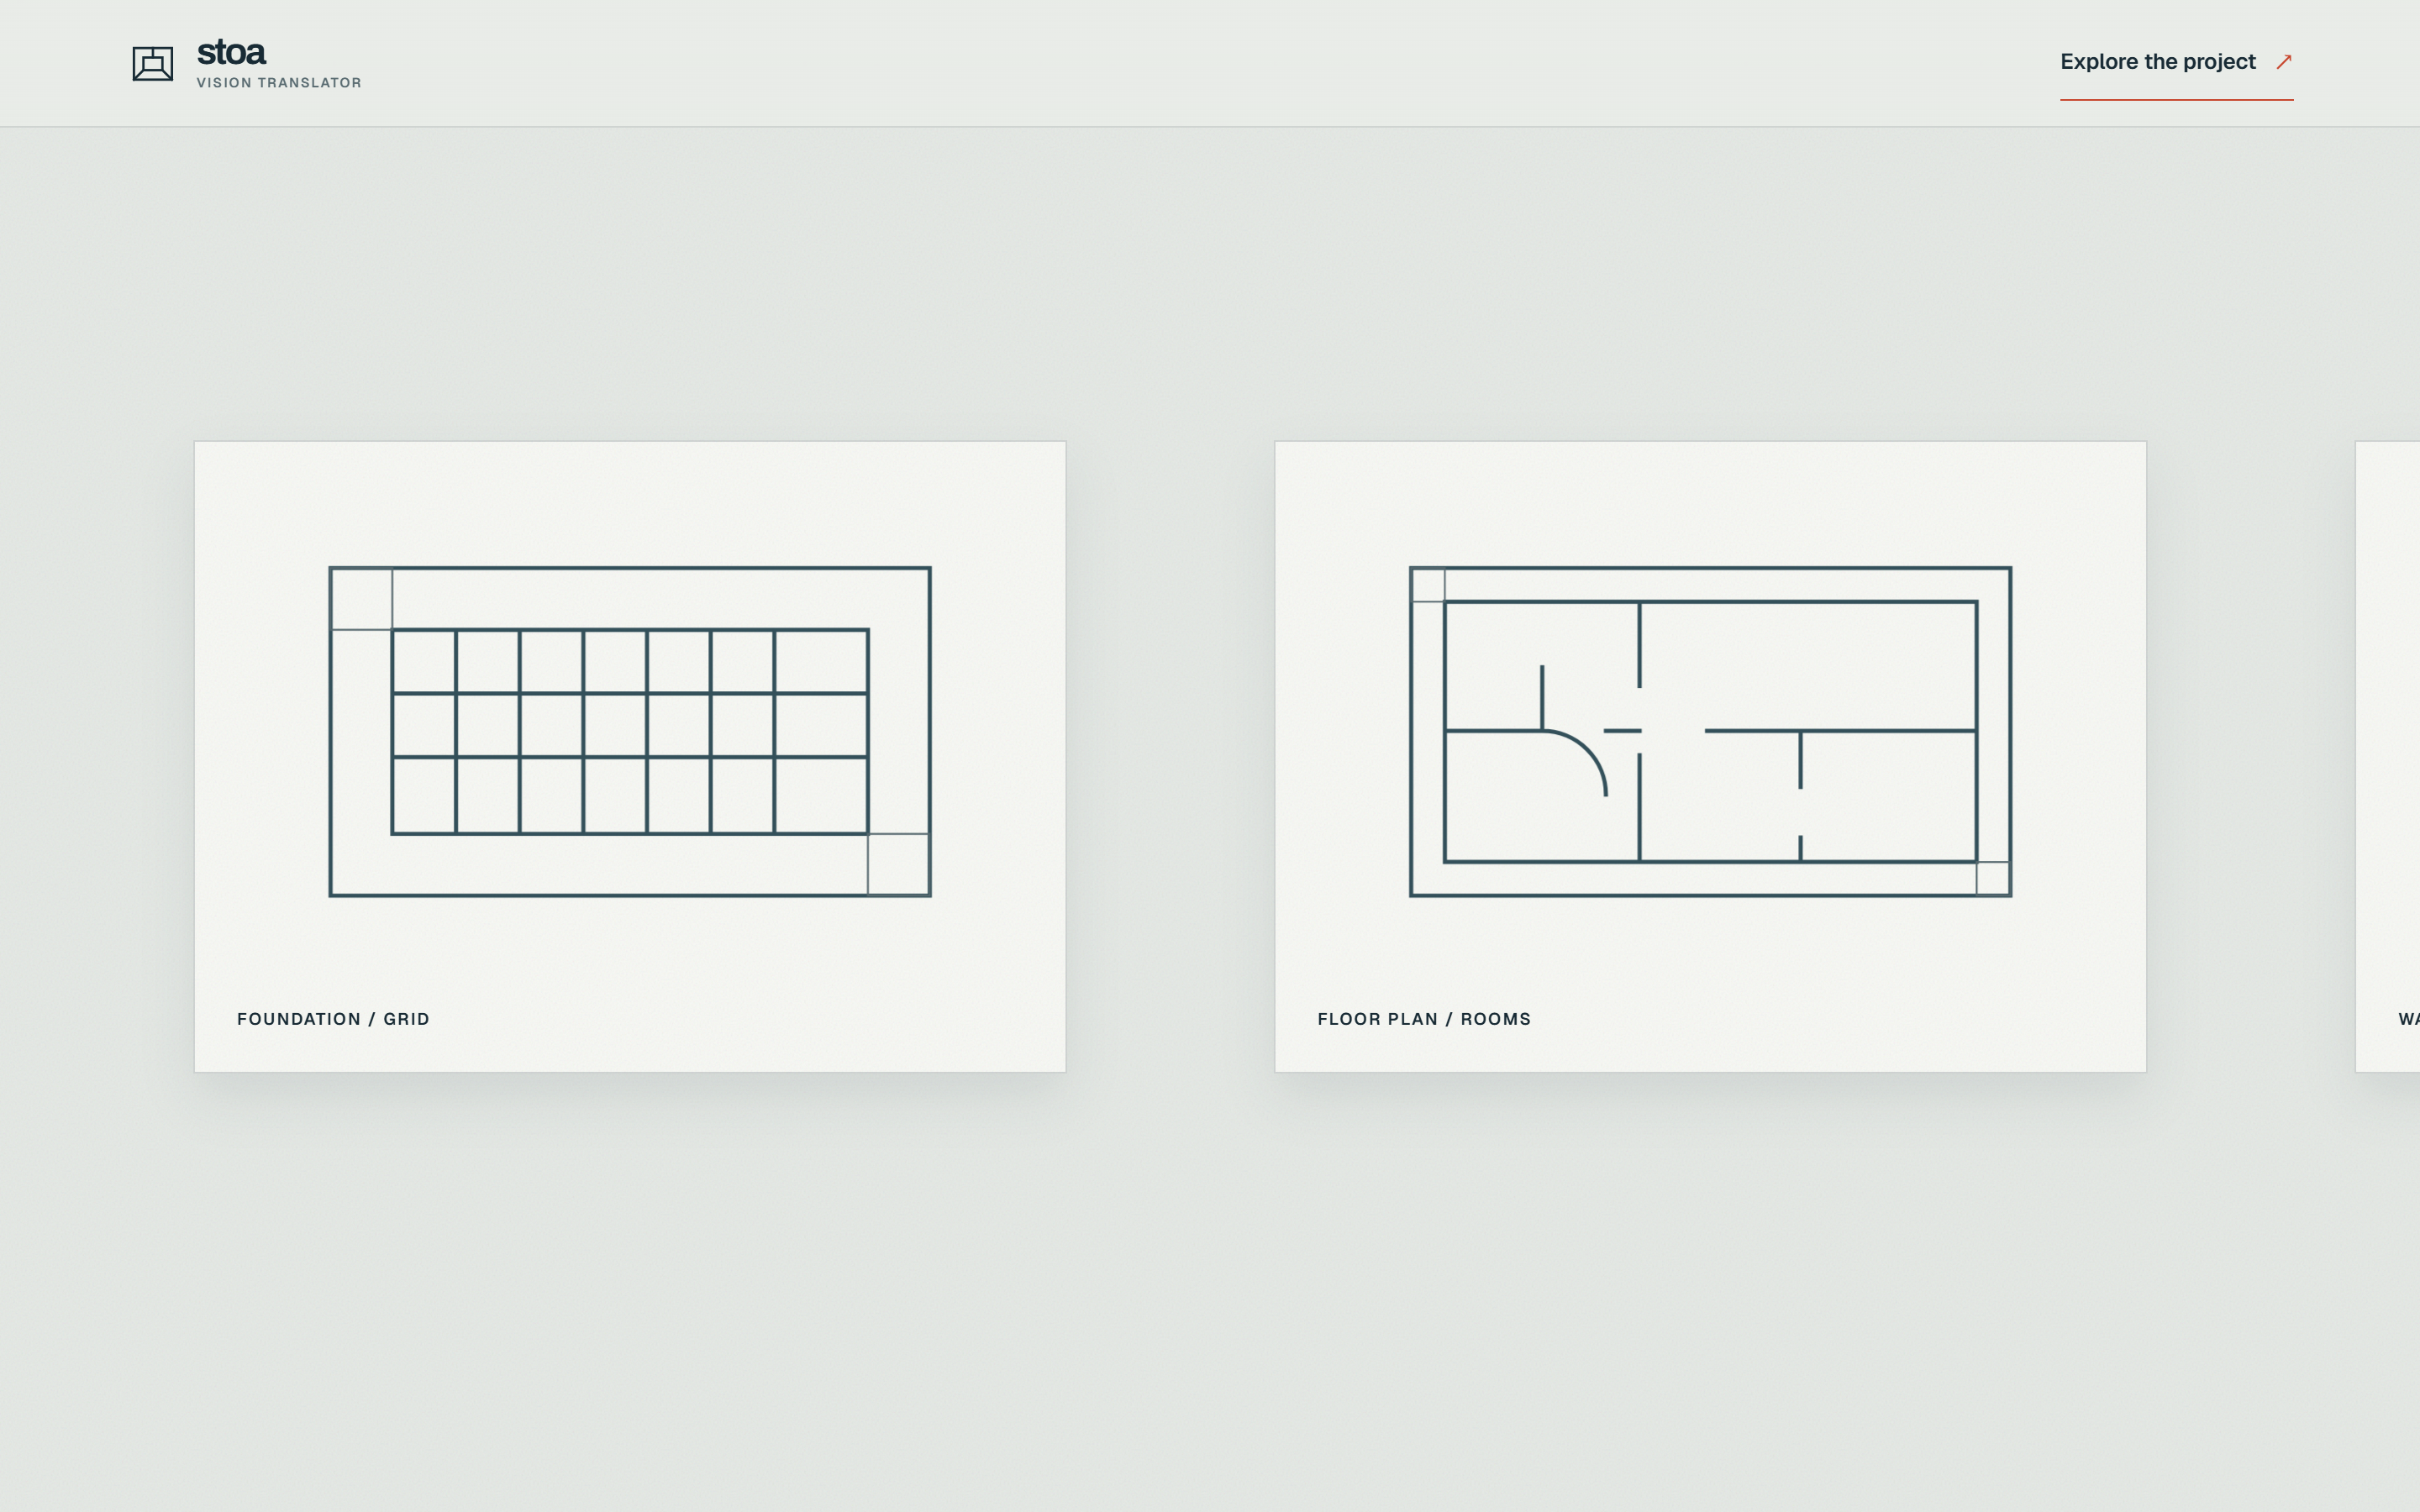 stoa
VISION TRANSLATOR
Explore the project ↗
FOUNDATION / GRID
FLOOR PLAN / ROOMS